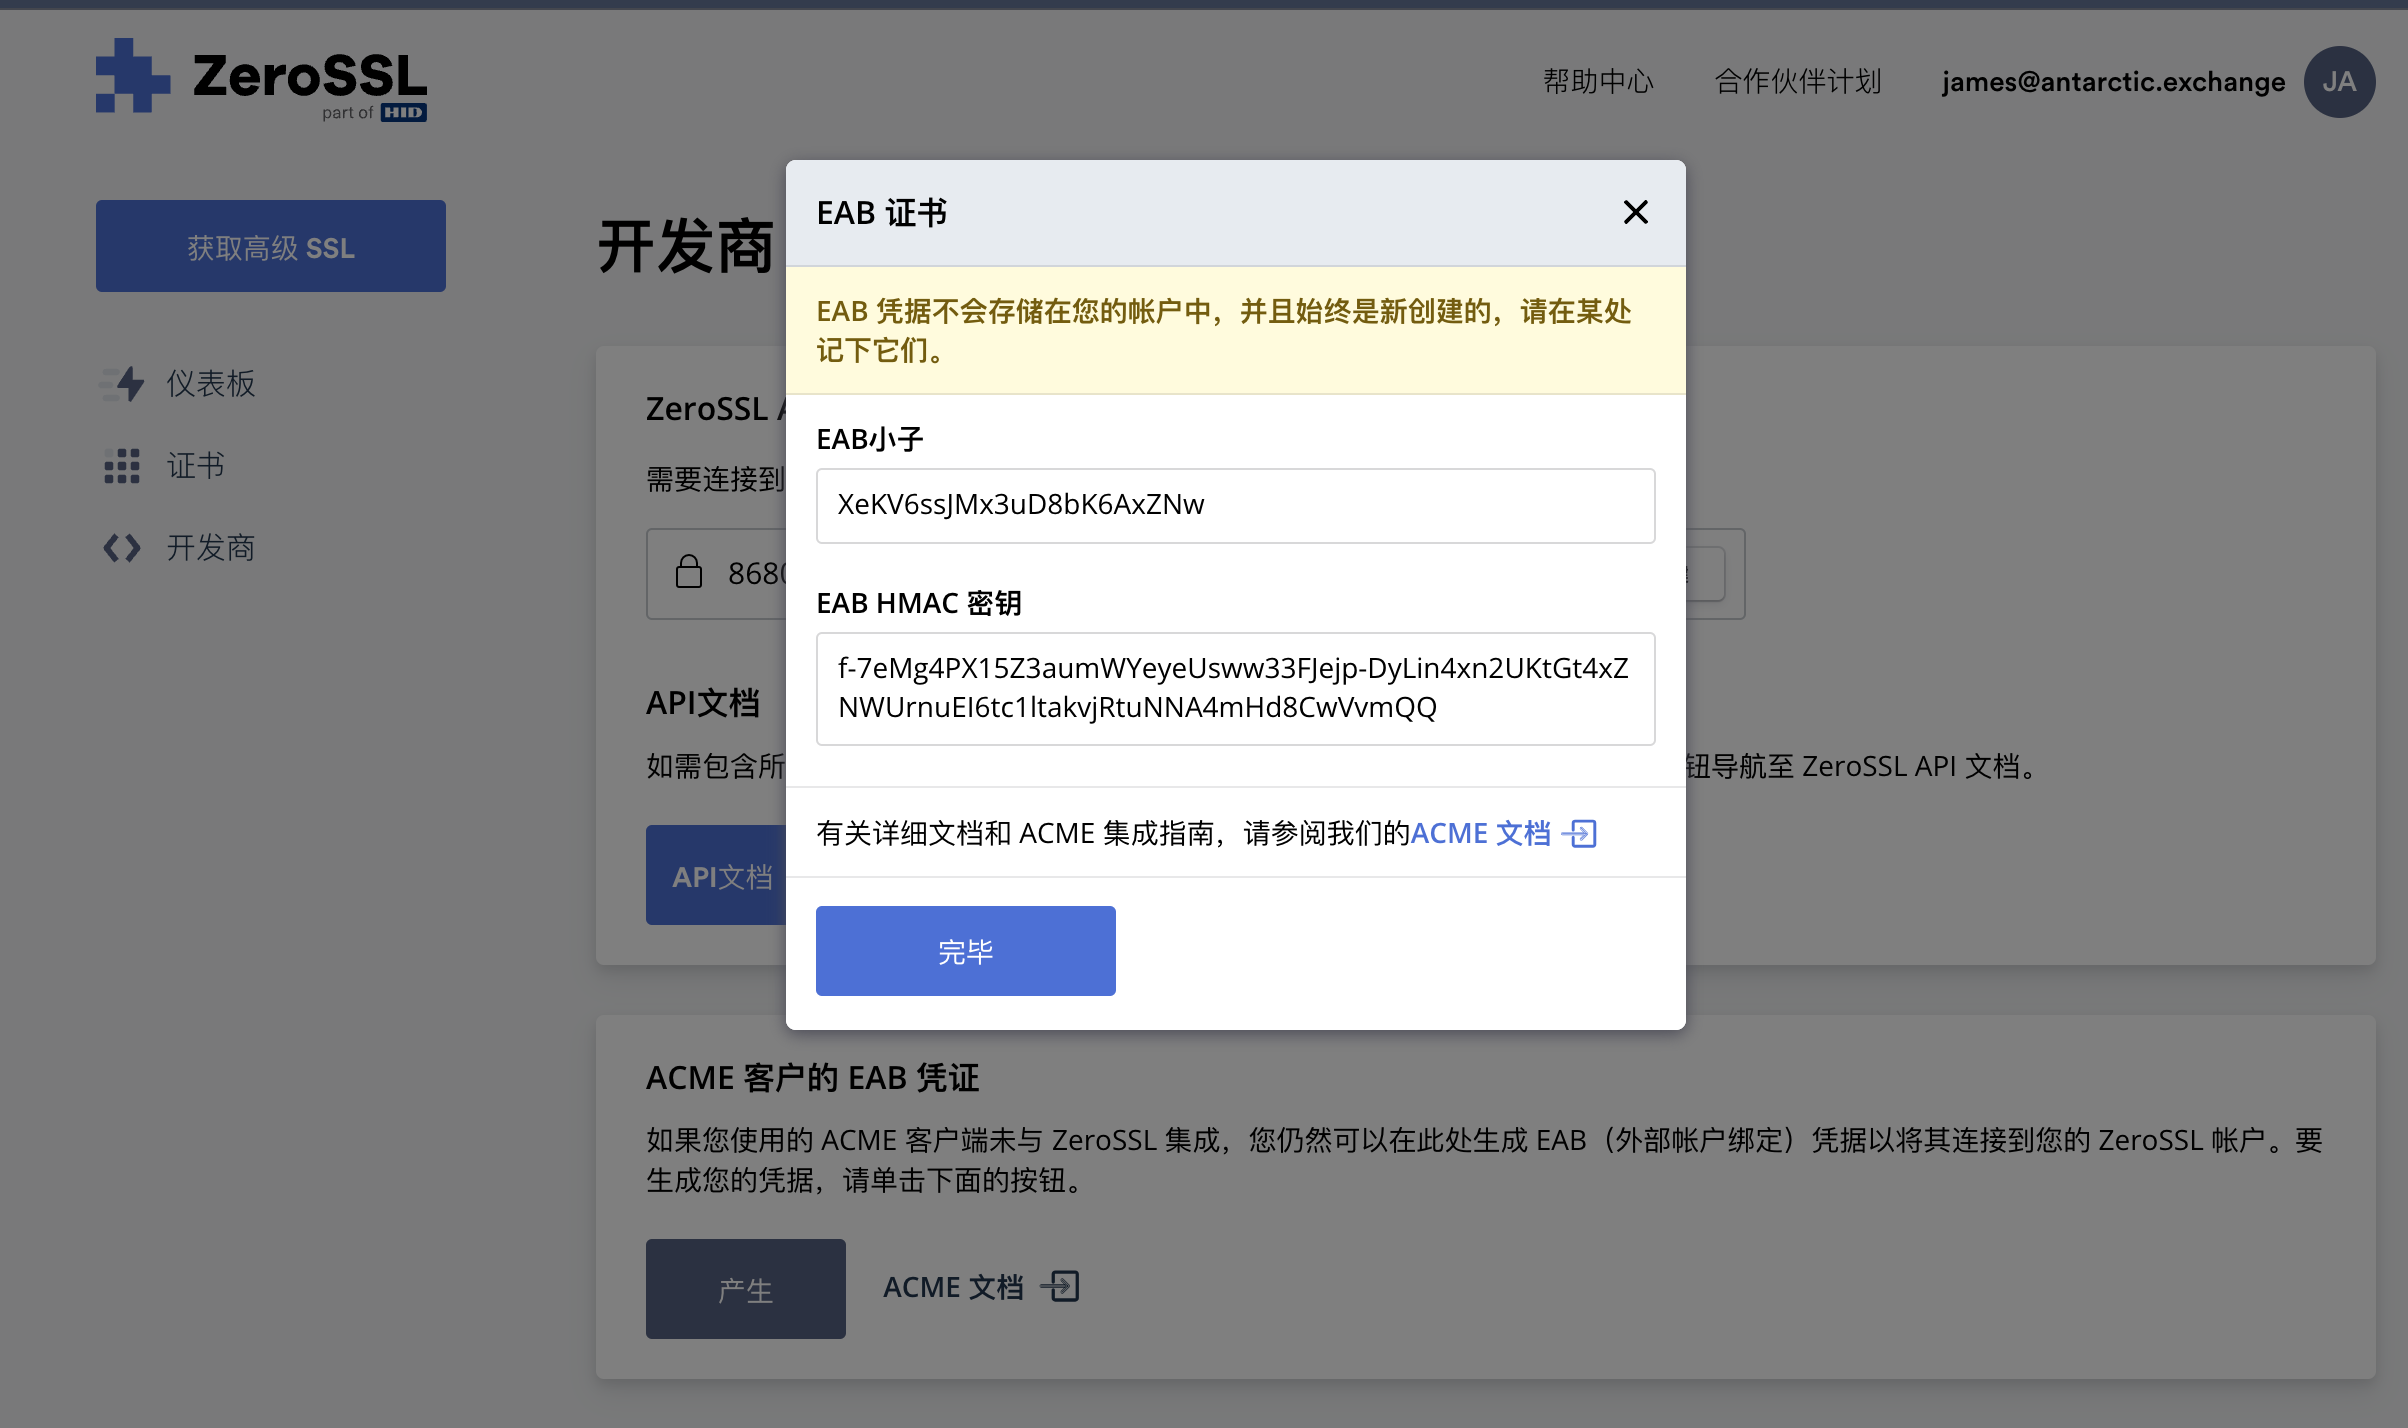 ZeroSSL
part of HID
帮助中心
合作伙伴计划
james@antarctic.exchange
JA
获取高级 SSL
仪表板
证书
开发商
开发商
ZeroSSL
需要连接到
868
API文档
如需包含所
钮导航至 ZeroSSL API 文档。
API文档
EAB 证书
EAB 凭据不会存储在您的帐户中，并且始终是新创建的，请在某处
记下它们。
EAB小子
XeKV6ssJMx3uD8bK6AxZNw
EAB HMAC 密钥
f-7eMg4PX15Z3aumWYeyeUsww33FJejp-DyLin4xn2UKtGt4xZ
NWUrnuEI6tc1ltakvjRtuNNA4mHd8CwVvmQQ
有关详细文档和 ACME 集成指南，请参阅我们的ACME 文档
完毕
ACME 客户的 EAB 凭证
如果您使用的 ACME 客户端未与 ZeroSSL 集成，您仍然可以在此处生成 EAB（外部帐户绑定）凭据以将其连接到您的 ZeroSSL 帐户。要
生成您的凭据，请单击下面的按钮。
产生
ACME 文档